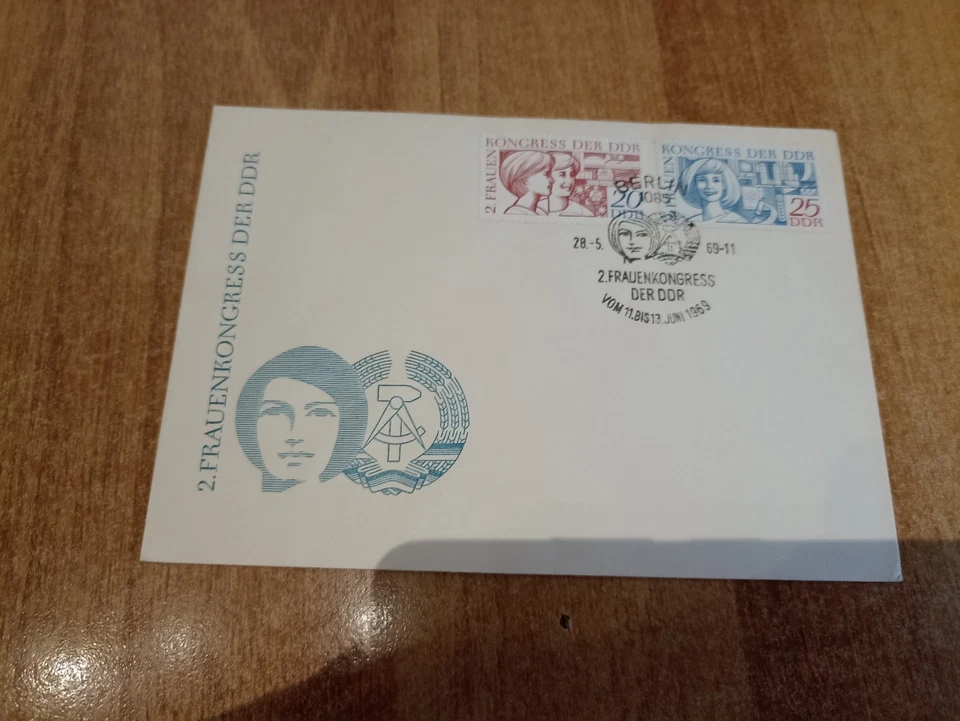 2. FRAUENKONGRESS DER DDR
2. FRAUEN
KONGRESS DER DDR
20
DDR
KONGRESS DER DDR
25
DDR
BERLIN
1085
28.-5.
69-11
2. FRAUENKONGRESS
DER DDR
VOM 11. BIS 13. JUNI 1969